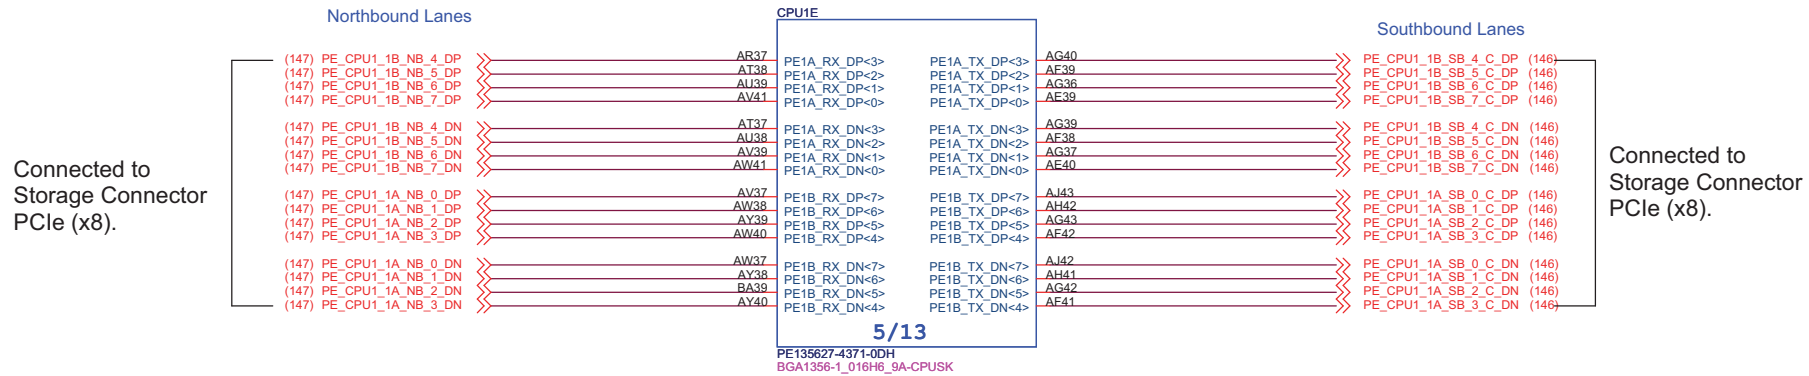 Northbound Lanes
CPU1E
Southbound Lanes
(147) PE_CPU1_1B_NB_4_DP AR37 PE1A_RX_DP<3> PE1A_TX_DP<3> AG40 PE_CPU1_1B_SB_4_C_DP (146)
(147) PE_CPU1_1B_NB_5_DP AT38 PE1A_RX_DP<2> PE1A_TX_DP<2> AF39 PE_CPU1_1B_SB_5_C_DP (146)
(147) PE_CPU1_1B_NB_6_DP AU39 PE1A_RX_DP<1> PE1A_TX_DP<1> AG36 PE_CPU1_1B_SB_6_C_DP (146)
(147) PE_CPU1_1B_NB_7_DP AV41 PE1A_RX_DP<0> PE1A_TX_DP<0> AE39 PE_CPU1_1B_SB_7_C_DP (146)
(147) PE_CPU1_1B_NB_4_DN AT37 PE1A_RX_DN<3> PE1A_TX_DN<3> AG39 PE_CPU1_1B_SB_4_C_DN (146)
(147) PE_CPU1_1B_NB_5_DN AU38 PE1A_RX_DN<2> PE1A_TX_DN<2> AF38 PE_CPU1_1B_SB_5_C_DN (146)
(147) PE_CPU1_1B_NB_6_DN AV39 PE1A_RX_DN<1> PE1A_TX_DN<1> AG37 PE_CPU1_1B_SB_6_C_DN (146)
(147) PE_CPU1_1B_NB_7_DN AW41 PE1A_RX_DN<0> PE1A_TX_DN<0> AE40 PE_CPU1_1B_SB_7_C_DN (146)
Connected to
Storage Connector
PCIe (x8).
Connected to
Storage Connector
PCIe (x8).
(147) PE_CPU1_1A_NB_0_DP AV37 PE1B_RX_DP<7> PE1B_TX_DP<7> AJ43 PE_CPU1_1A_SB_0_C_DP (146)
(147) PE_CPU1_1A_NB_1_DP AW38 PE1B_RX_DP<6> PE1B_TX_DP<6> AH42 PE_CPU1_1A_SB_1_C_DP (146)
(147) PE_CPU1_1A_NB_2_DP AY39 PE1B_RX_DP<5> PE1B_TX_DP<5> AG43 PE_CPU1_1A_SB_2_C_DP (146)
(147) PE_CPU1_1A_NB_3_DP AW40 PE1B_RX_DP<4> PE1B_TX_DP<4> AF42 PE_CPU1_1A_SB_3_C_DP (146)
(147) PE_CPU1_1A_NB_0_DN AW37 PE1B_RX_DN<7> PE1B_TX_DN<7> AJ42 PE_CPU1_1A_SB_0_C_DN (146)
(147) PE_CPU1_1A_NB_1_DN AY38 PE1B_RX_DN<6> PE1B_TX_DN<6> AH41 PE_CPU1_1A_SB_1_C_DN (146)
(147) PE_CPU1_1A_NB_2_DN BA39 PE1B_RX_DN<5> PE1B_TX_DN<5> AG42 PE_CPU1_1A_SB_2_C_DN (146)
(147) PE_CPU1_1A_NB_3_DN AY40 PE1B_RX_DN<4> PE1B_TX_DN<4> AF41 PE_CPU1_1A_SB_3_C_DN (146)
5/13
PE135627-4371-0DH
BGA1356-1_016H6_9A-CPUSK